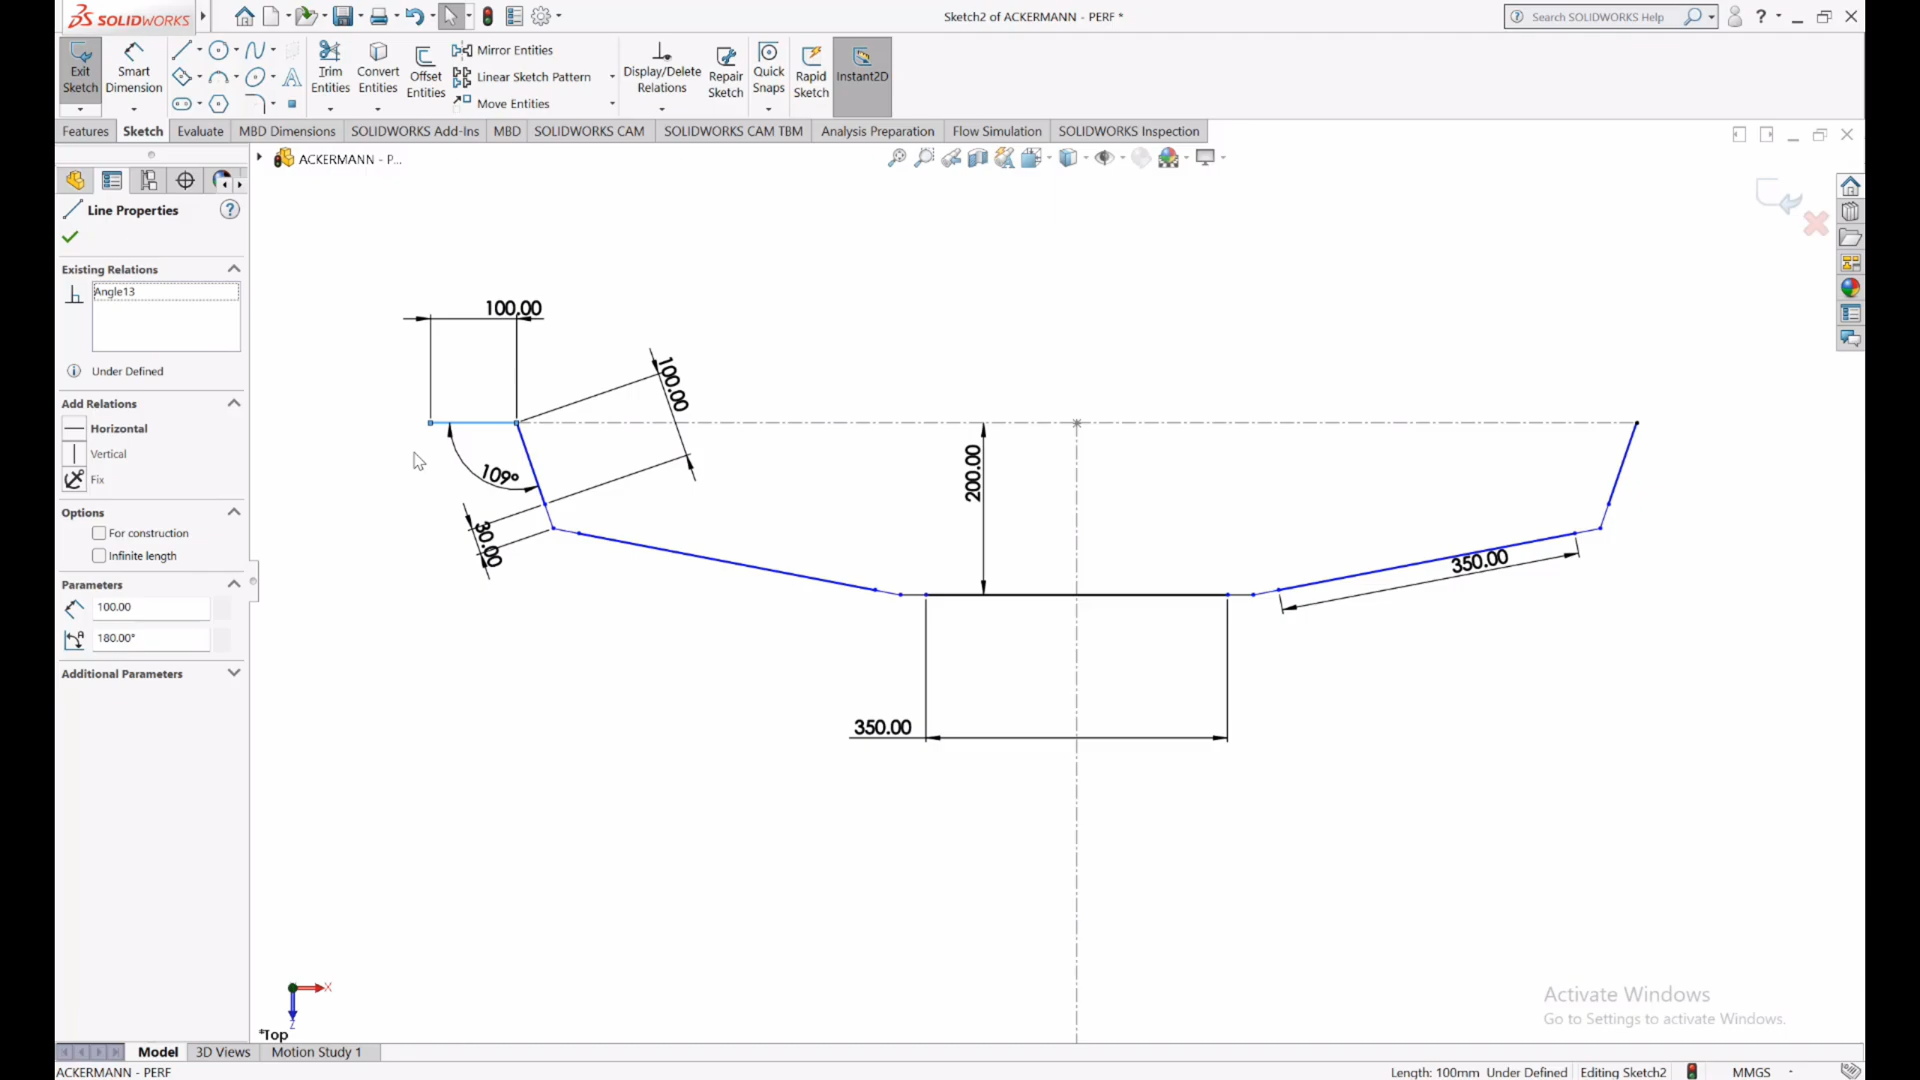 SOLIDWORKS
Sketch2 of ACKERMANN - PERF *
Search SOLIDWORKS Help
Exit Sketch
Smart Dimension
Trim Entities
Convert Entities
Offset Entities
Mirror Entities
Linear Sketch Pattern
Move Entities
Display/Delete Relations
Repair Sketch
Quick Snaps
Rapid Sketch
Instant2D
Features Sketch Evaluate MBD Dimensions SOLIDWORKS Add-Ins MBD SOLIDWORKS CAM SOLIDWORKS CAM TBM Analysis Preparation Flow Simulation SOLIDWORKS Inspection
ACKERMANN - P...
Line Properties
Existing Relations
Angle13
Under Defined
Add Relations
Horizontal
Vertical
Fix
Options
For construction
Infinite length
Parameters
100.00
180.00°
Additional Parameters
100.00
100.00
109°
30.00
200.00
350.00
350.00
X
Z
*Top
Activate Windows
Go to Settings to activate Windows.
Model 3D Views Motion Study 1
ACKERMANN - PERF
Length: 100mm Under Defined Editing Sketch2 MMGS -